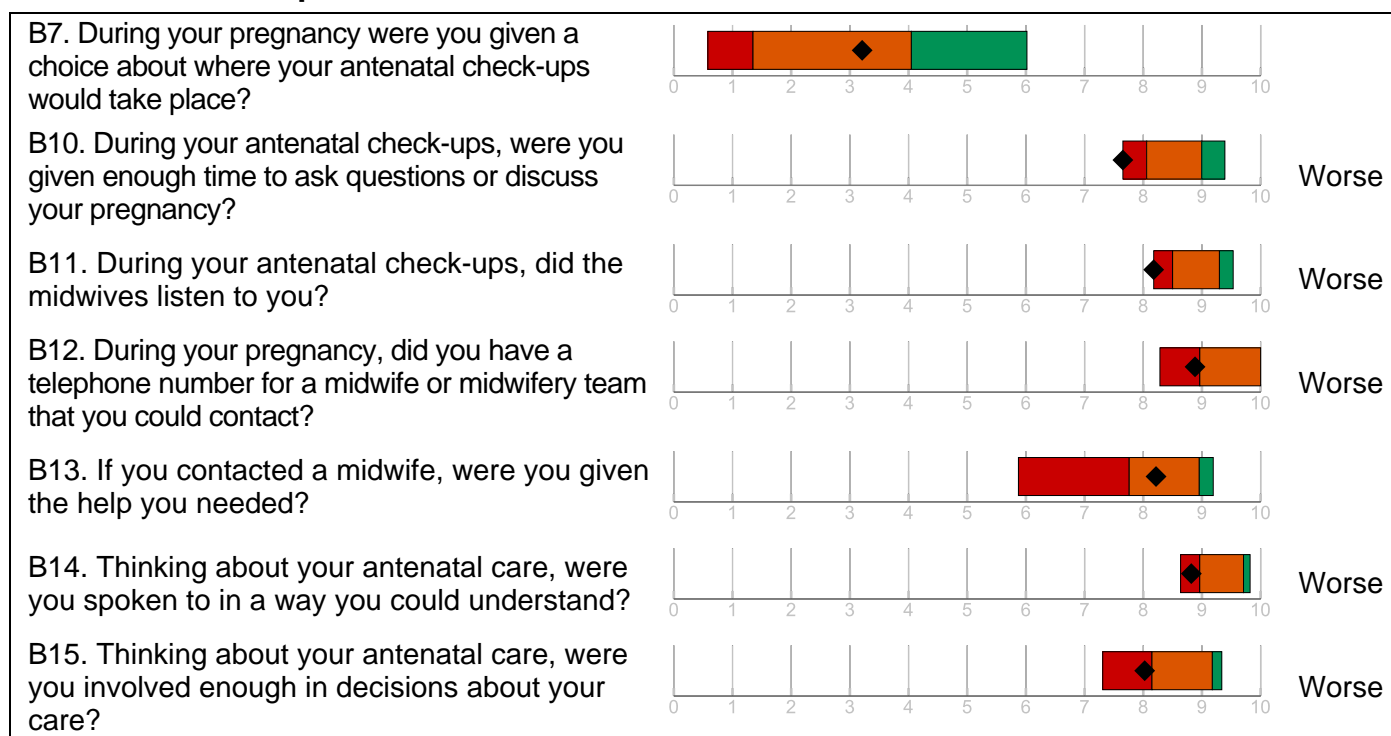 B7. During your pregnancy were you given a
choice about where your antenatal check-ups
would take place?
0 1 2 3 4 5 6 7 8 9 10
B10. During your antenatal check-ups, were you
given enough time to ask questions or discuss
your pregnancy?
0 1 2 3 4 5 6 7 8 9 10
Worse
B11. During your antenatal check-ups, did the
midwives listen to you?
0 1 2 3 4 5 6 7 8 9 10
Worse
B12. During your pregnancy, did you have a
telephone number for a midwife or midwifery team
that you could contact?
0 1 2 3 4 5 6 7 8 9 10
Worse
B13. If you contacted a midwife, were you given
the help you needed?
0 1 2 3 4 5 6 7 8 9 10
B14. Thinking about your antenatal care, were
you spoken to in a way you could understand?
0 1 2 3 4 5 6 7 8 9 10
Worse
B15. Thinking about your antenatal care, were
you involved enough in decisions about your
care?
0 1 2 3 4 5 6 7 8 9 10
Worse